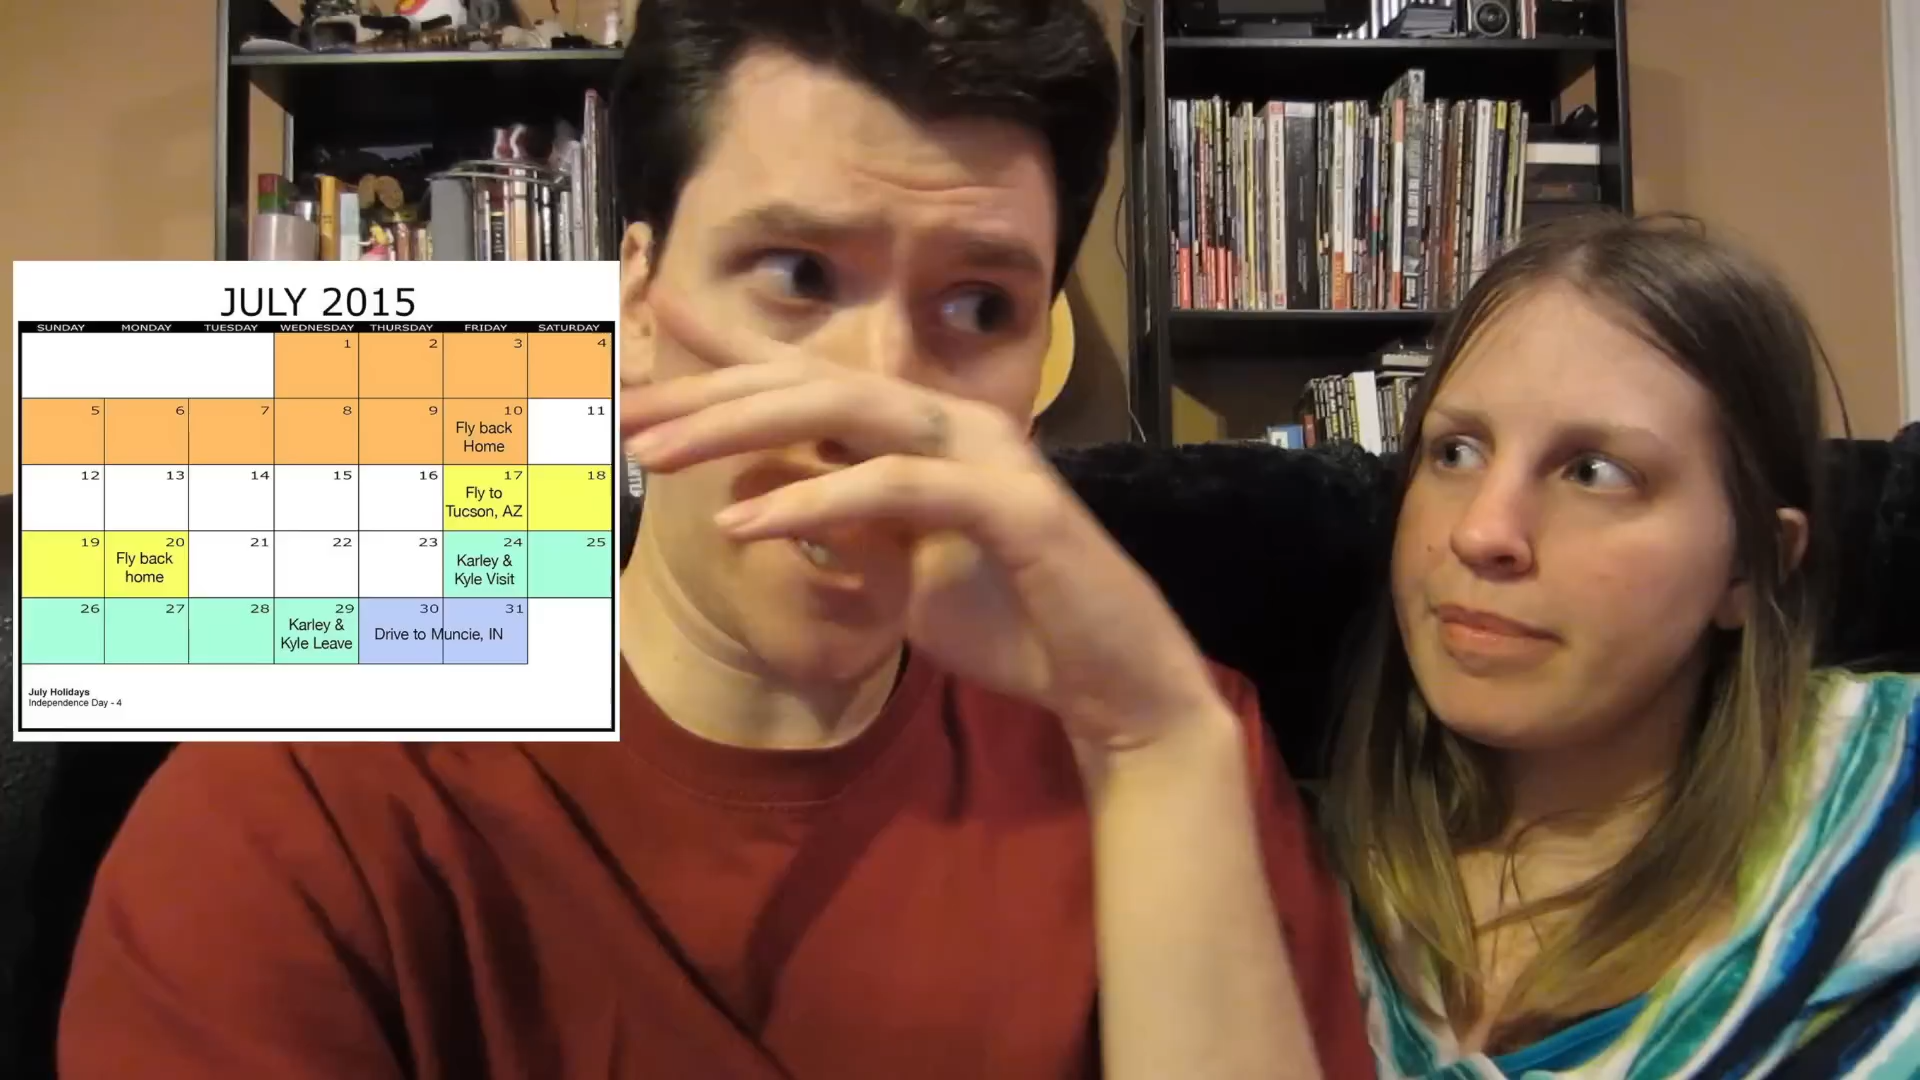 JULY 2015
SUNDAY MONDAY TUESDAY WEDNESDAY THURSDAY FRIDAY SATURDAY
1 2 3 4
5 6 7 8 9 10 11
Fly back
Home
12 13 14 15 16 17 18
Fly to
Tucson, AZ
19 20 21 22 23 24 25
Fly back
home
Karley &
Kyle Visit
26 27 28 29 30 31
Karley &
Kyle Leave
Drive to Muncie, IN
July Holidays
Independence Day - 4